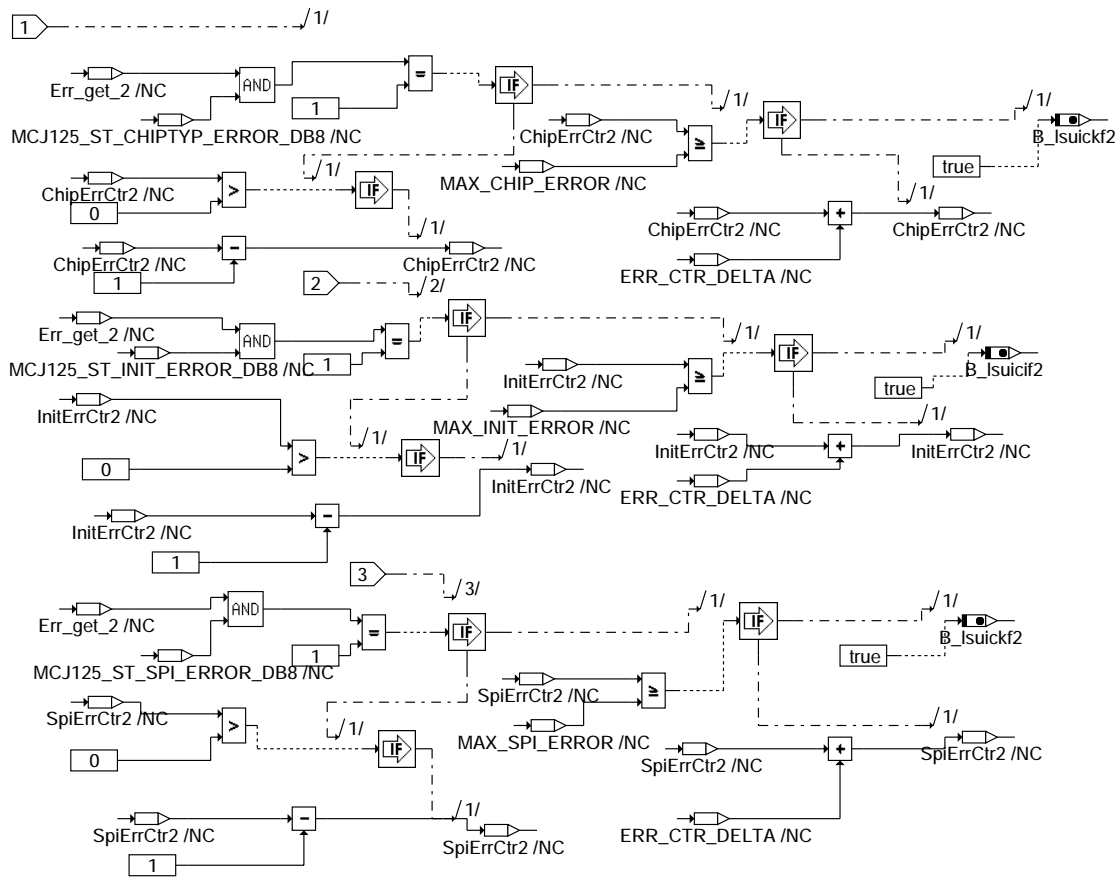 1
/1/
Err_get_2 /NC
AND
=
IF
/1/
IF
/1/
1
MCJ125_ST_CHIPTYP_ERROR_DB8 /NC
ChipErrCtr2 /NC
≥
B_lsuickf2
MAX_CHIP_ERROR /NC
true
/1/
ChipErrCtr2 /NC
>
IF
/1/
/1/
0
ChipErrCtr2 /NC
+
ChipErrCtr2 /NC
ChipErrCtr2 /NC
-
ChipErrCtr2 /NC
ERR_CTR_DELTA /NC
1
2
2/
Err_get_2 /NC
AND
=
IF
/1/
IF
/1/
MCJ125_ST_INIT_ERROR_DB8 /NC
1
InitErrCtr2 /NC
≥
B_lsuicif2
true
InitErrCtr2 /NC
MAX_INIT_ERROR /NC
/1/
/1/
>
IF
/1/
InitErrCtr2 /NC
+
InitErrCtr2 /NC
0
InitErrCtr2 /NC
ERR_CTR_DELTA /NC
InitErrCtr2 /NC
-
1
3
/3/
Err_get_2 /NC
AND
=
IF
/1/
IF
/1/
MCJ125_ST_SPI_ERROR_DB8 /NC
1
B_lsuickf2
true
SpiErrCtr2 /NC
≥
SpiErrCtr2 /NC
>
/1/
IF
MAX_SPI_ERROR /NC
/1/
0
SpiErrCtr2 /NC
+
SpiErrCtr2 /NC
SpiErrCtr2 /NC
-
/1/
SpiErrCtr2 /NC
ERR_CTR_DELTA /NC
1